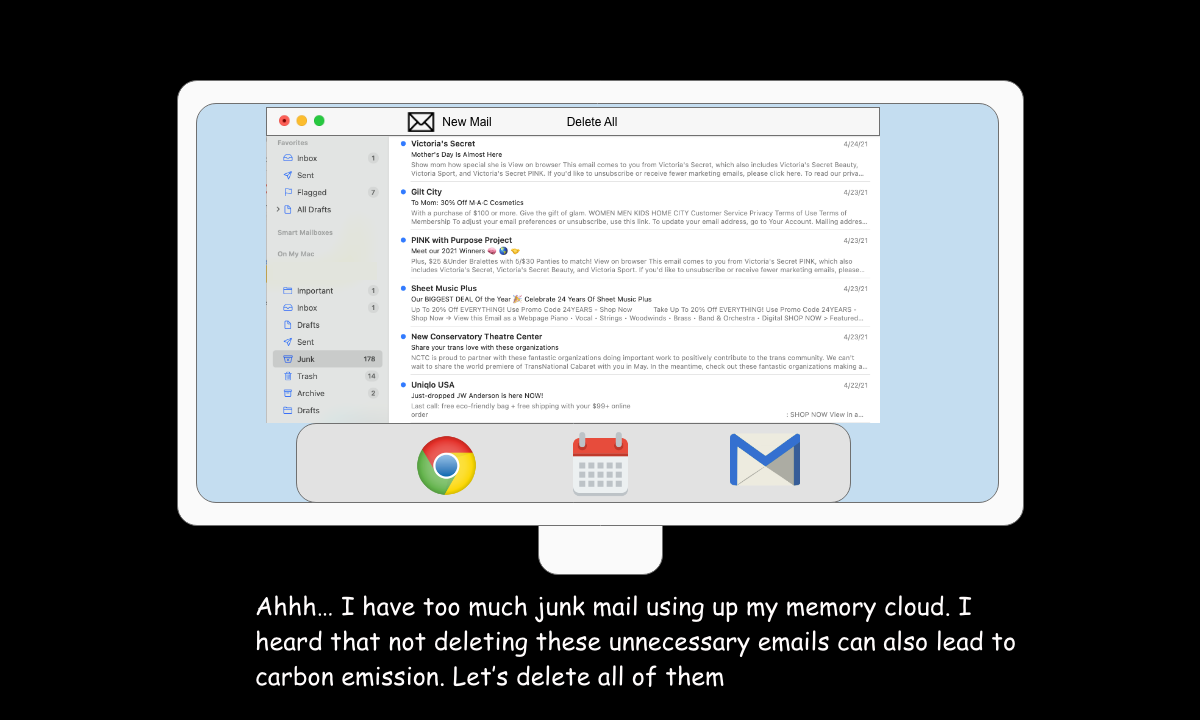 New Mail
Delete All
Favorites
Inbox 1
Sent
Flagged 7
All Drafts
Smart Mailboxes
On My Mac
Important 1
Inbox 1
Drafts
Sent
Junk 178
Trash 14
Archive 2
Drafts
Victoria's Secret 4/24/21
Mother's Day Is Almost Here
Show mom how special she is View on browser This email comes to you from Victoria's Secret, which also includes Victoria's Secret Beauty,
Victoria Sport, and Victoria's Secret PINK. If you'd like to unsubscribe or receive fewer marketing emails, please click here. To read our priva...
Gilt City 4/23/21
To Mom: 30% Off M·A·C Cosmetics
With a purchase of $100 or more. Give the gift of glam. WOMEN MEN KIDS HOME CITY Customer Service Privacy Terms of Use Terms of
Membership To adjust your email preferences or unsubscribe, use this link. To update your email address, go to Your Account. Mailing addres...
PINK with Purpose Project 4/23/21
Meet our 2021 Winners
Plus, $25 &Under Bralettes with 5/$30 Panties to match! View on browser This email comes to you from Victoria's Secret PINK, which also
includes Victoria's Secret, Victoria's Secret Beauty, and Victoria Sport. If you'd like to unsubscribe or receive fewer marketing emails, please...
Sheet Music Plus 4/23/21
Our BIGGEST DEAL Of the Year 🎉 Celebrate 24 Years Of Sheet Music Plus
Up To 20% Off EVERYTHING! Use Promo Code 24YEARS - Shop Now Take Up To 20% Off EVERYTHING! Use Promo Code 24YEARS -
Shop Now → View this Email as a Webpage Piano • Vocal • Strings • Woodwinds • Brass • Band & Orchestra • Digital SHOP NOW > Featured...
New Conservatory Theatre Center 4/23/21
Share your trans love with these organizations
NCTC is proud to partner with these fantastic organizations doing important work to positively contribute to the trans community. We can't
wait to share the world premiere of TransNational Cabaret with you in May. In the meantime, check out these fantastic organizations making a...
Uniqlo USA 4/22/21
Just-dropped JW Anderson is here NOW!
Last call: free eco-friendly bag + free shipping with your $99+ online
order : SHOP NOW View in a...
Ahhh... I have too much junk mail using up my memory cloud. I
heard that not deleting these unnecessary emails can also lead to
carbon emission. Let's delete all of them